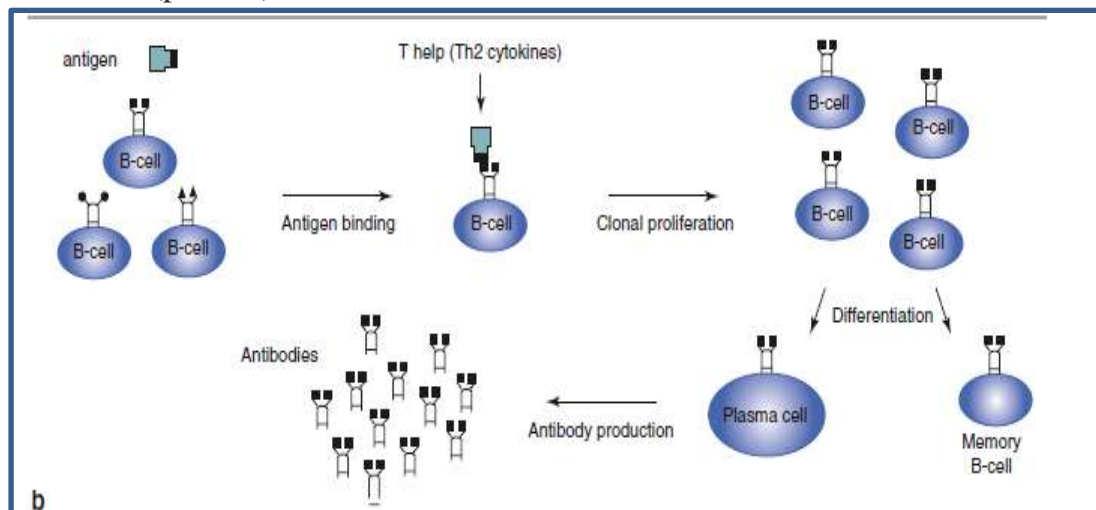 antigen
T help (Th2 cytokines)
B-cell
B-cell
B-cell
Antigen binding
B-cell
Clonal proliferation
B-cell
B-cell
B-cell
B-cell
Differentiation
Antibodies
Plasma cell
Antibody production
Memory
B-cell
b